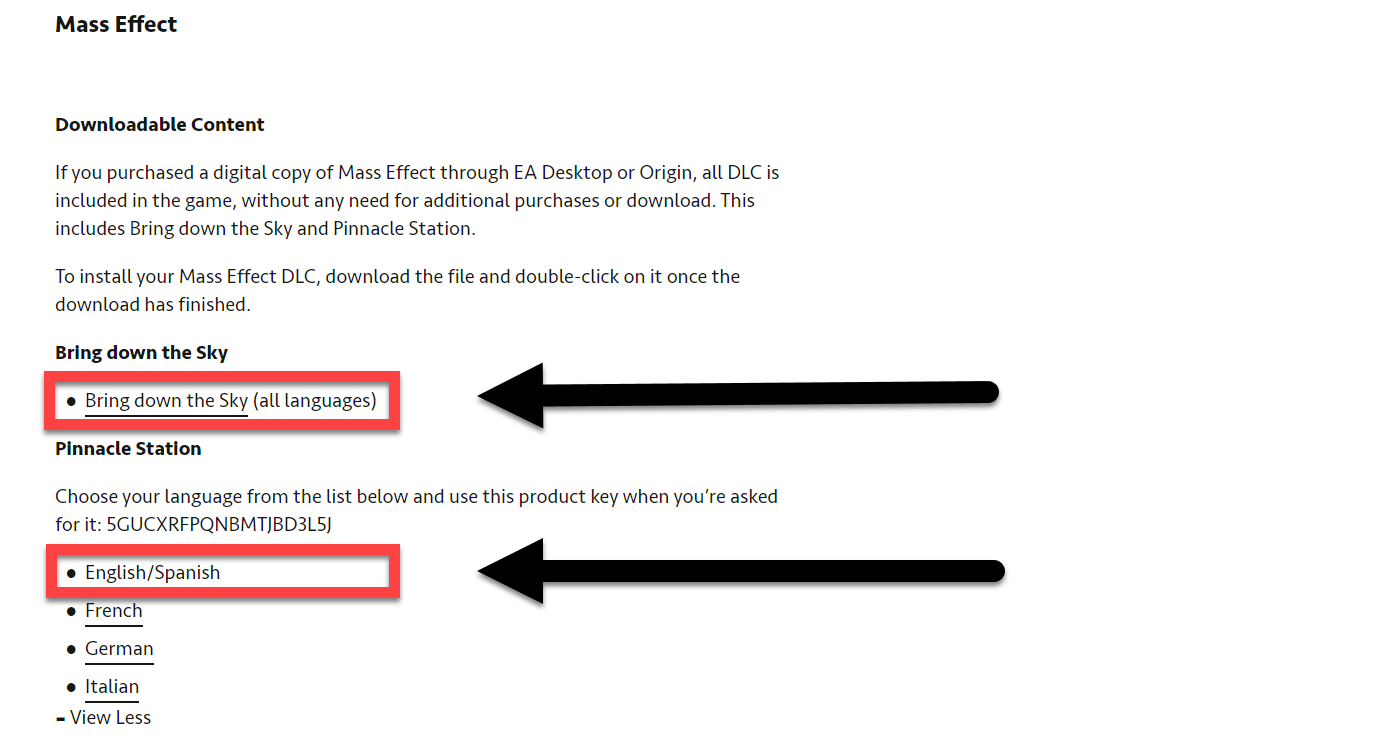 Mass Effect
Downloadable Content
If you purchased a digital copy of Mass Effect through EA Desktop or Origin, all DLC is
included in the game, without any need for additional purchases or download. This
includes Bring down the Sky and Pinnacle Station.
To install your Mass Effect DLC, download the file and double-click on it once the
download has finished.
Bring down the Sky
● Bring down the Sky (all languages)
Pinnacle Station
Choose your language from the list below and use this product key when you’re asked
for it: 5GUCXRFPQNBMTJBD3L5J
● English/Spanish
● French
● German
● Italian
- View Less